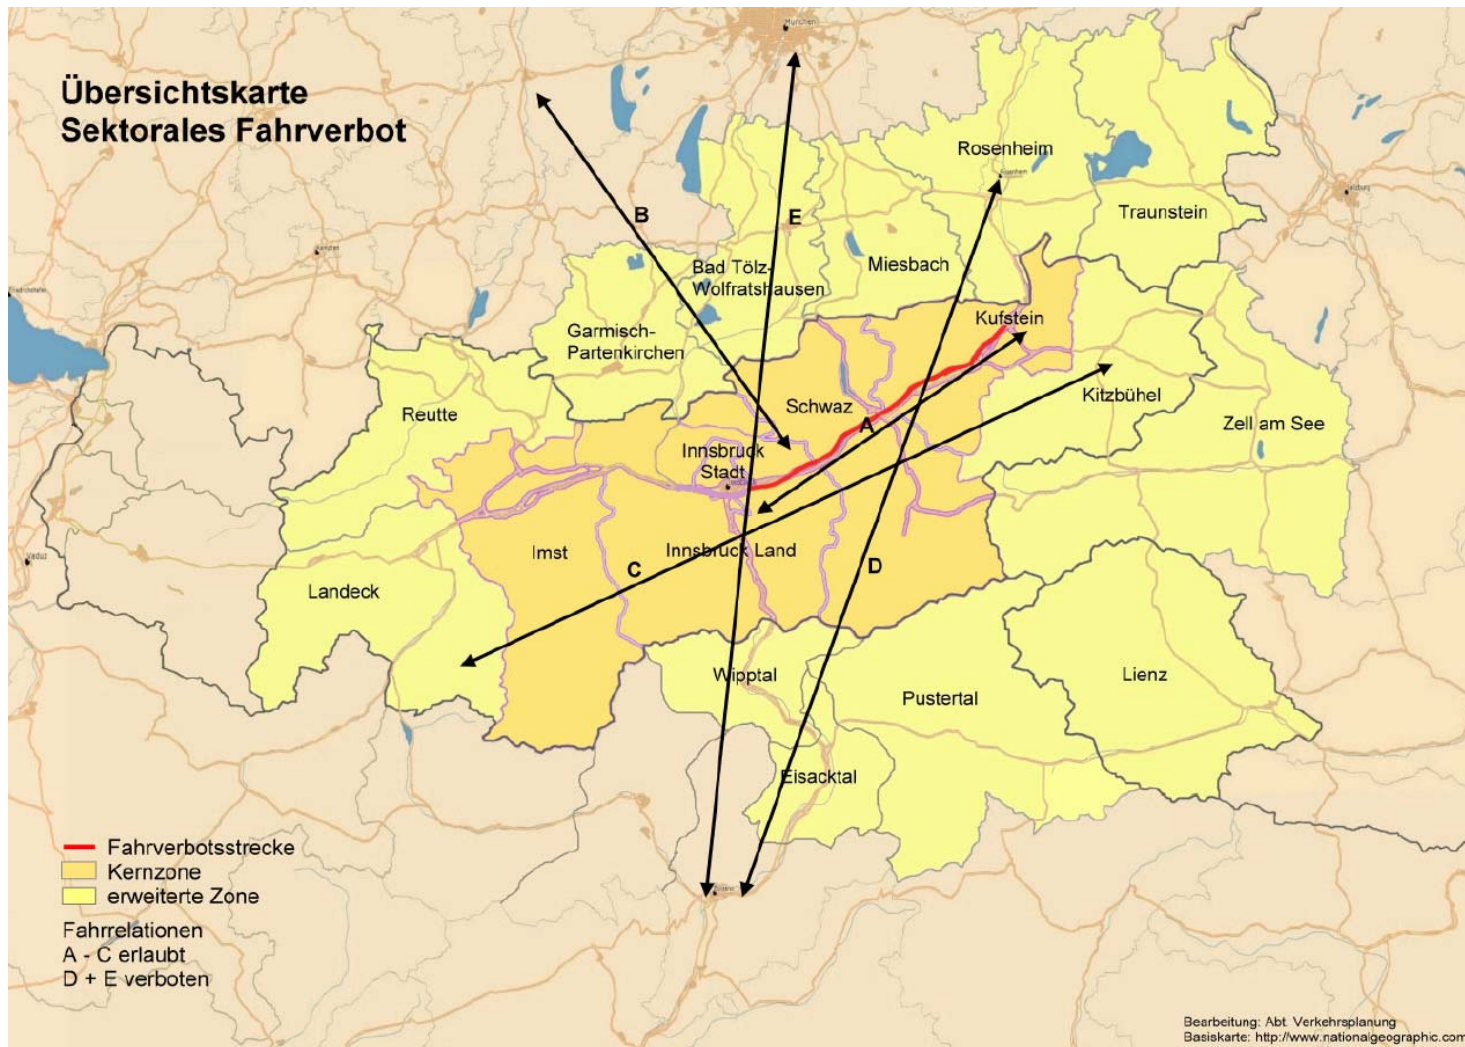 Übersichtskarte
Sektorales Fahrverbot
München
Rosenheim
Traunstein
B
E
Bad Tölz-
Wolfratshausen
Miesbach
Garmisch-
Partenkirchen
Kufstein
Reutte
Schwaz
A
Kitzbühel
Zell am See
Innsbruck
Stadt
Imst
Innsbruck Land
Vaduz
C
D
Landeck
Wipptal
Lienz
Pustertal
Eisacktal
Fahrverbotsstrecke
Kernzone
erweiterte Zone
Fahrrelationen
A - C erlaubt
D + E verboten
Bearbeitung: Abt. Verkehrsplanung
Basiskarte: http://www.nationalgeographic.com